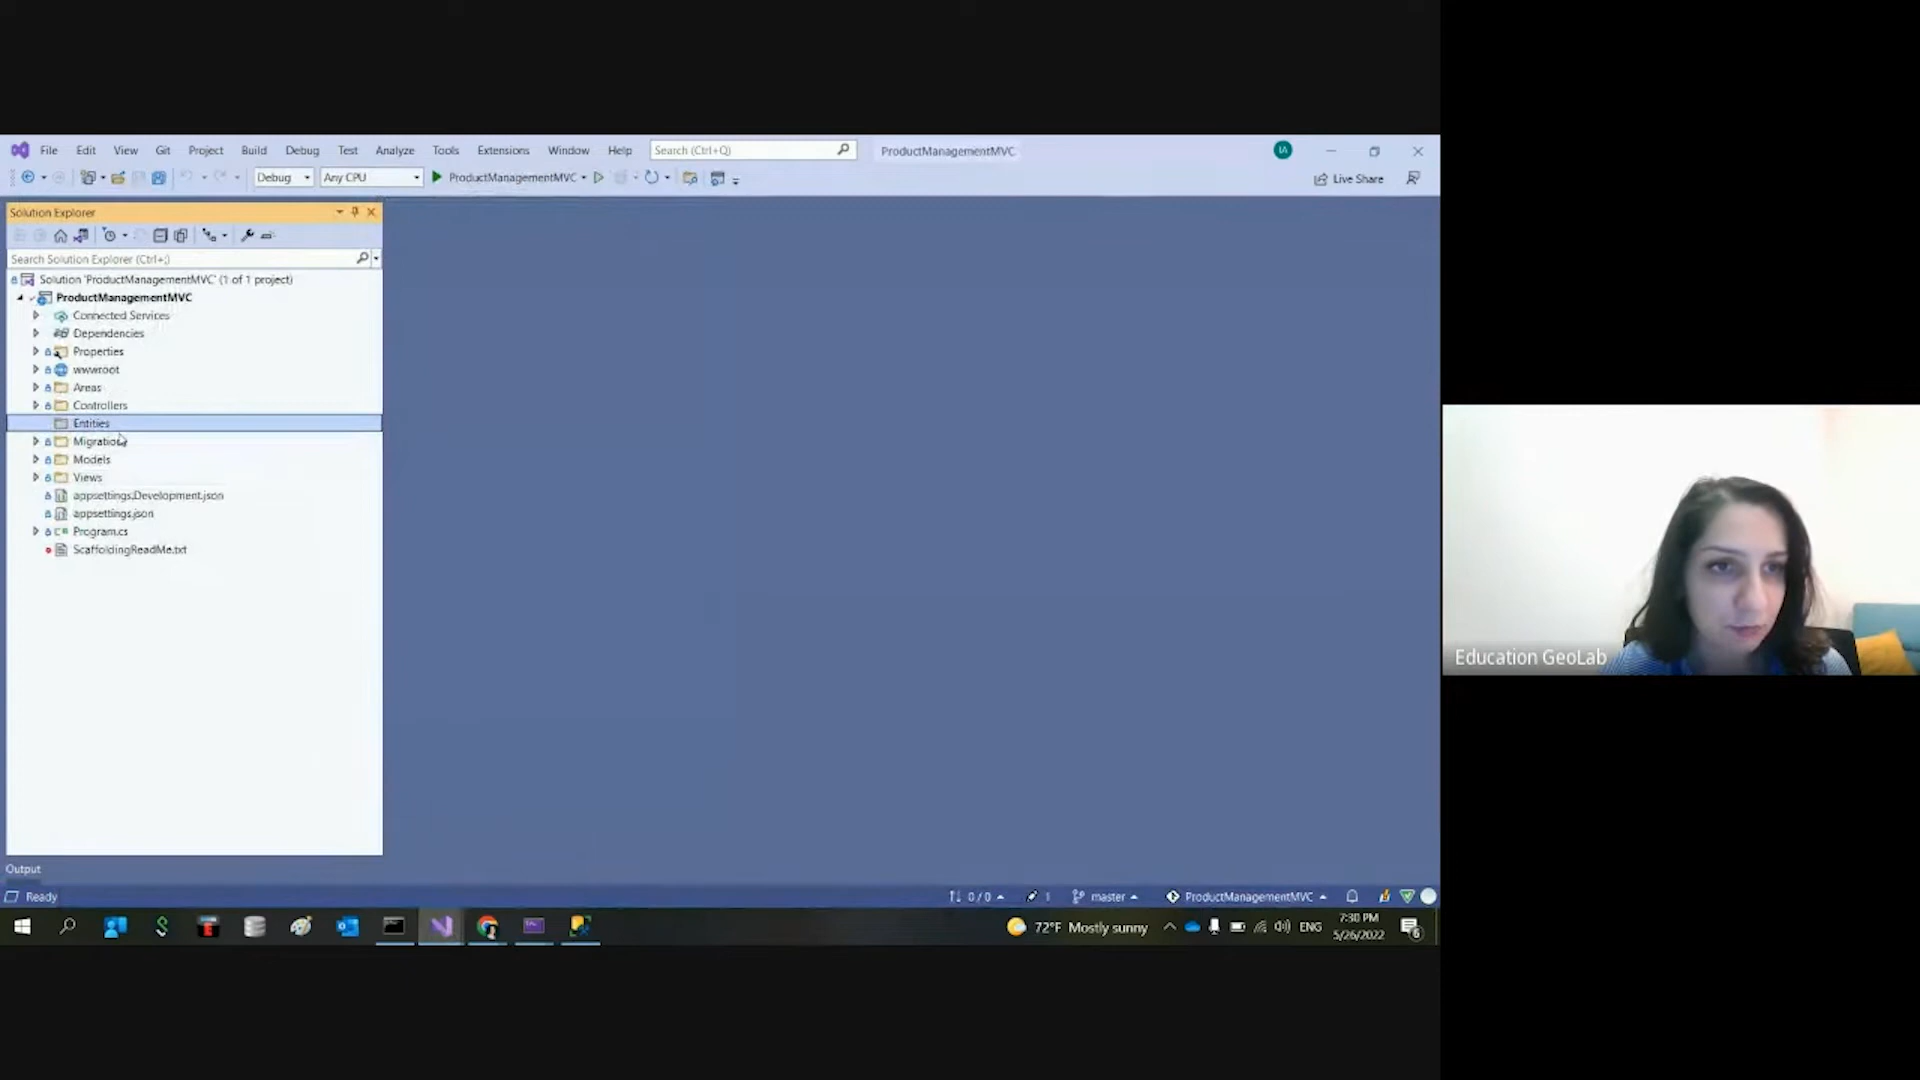 File Edit View Git Project Build Debug Test Analyze Tools Extensions Window Help Search (Ctrl+Q) ProductManagementMVC IA
Debug Any CPU ProductManagementMVC Live Share
Solution Explorer
Search Solution Explorer (Ctrl+;)
Solution 'ProductManagementMVC' (1 of 1 project)
ProductManagementMVC
Connected Services
Dependencies
Properties
wwwroot
Areas
Controllers
Entities
Migrations
Models
Views
appsettings.Development.json
appsettings.json
C# Program.cs
ScaffoldingReadMe.txt
Education GeoLab
Output
Ready 0 / 0 1 master ProductManagementMVC
72°F Mostly sunny ENG 7:30 PM
5/26/2022 6